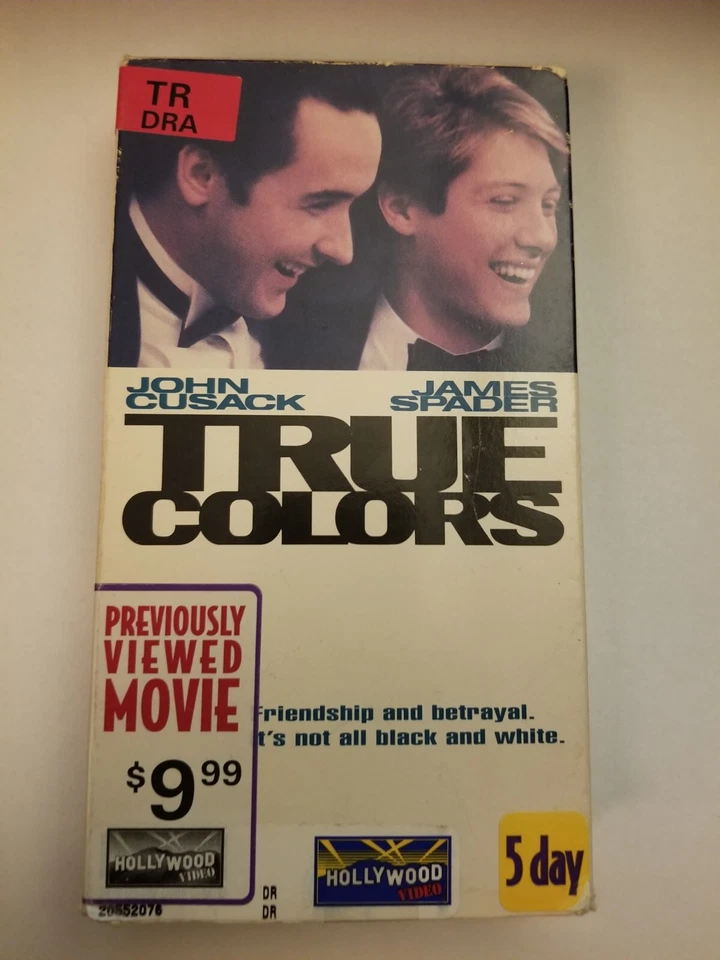 TR
DRA
JOHN CUSACK
JAMES SPADER
TRUE
COLORS
PREVIOUSLY
VIEWED
MOVIE
$9.99
riendship and betrayal.
t's not all black and white.
HOLLYWOOD
VIDEO
HOLLYWOOD
VIDEO
5 day
DR
DR